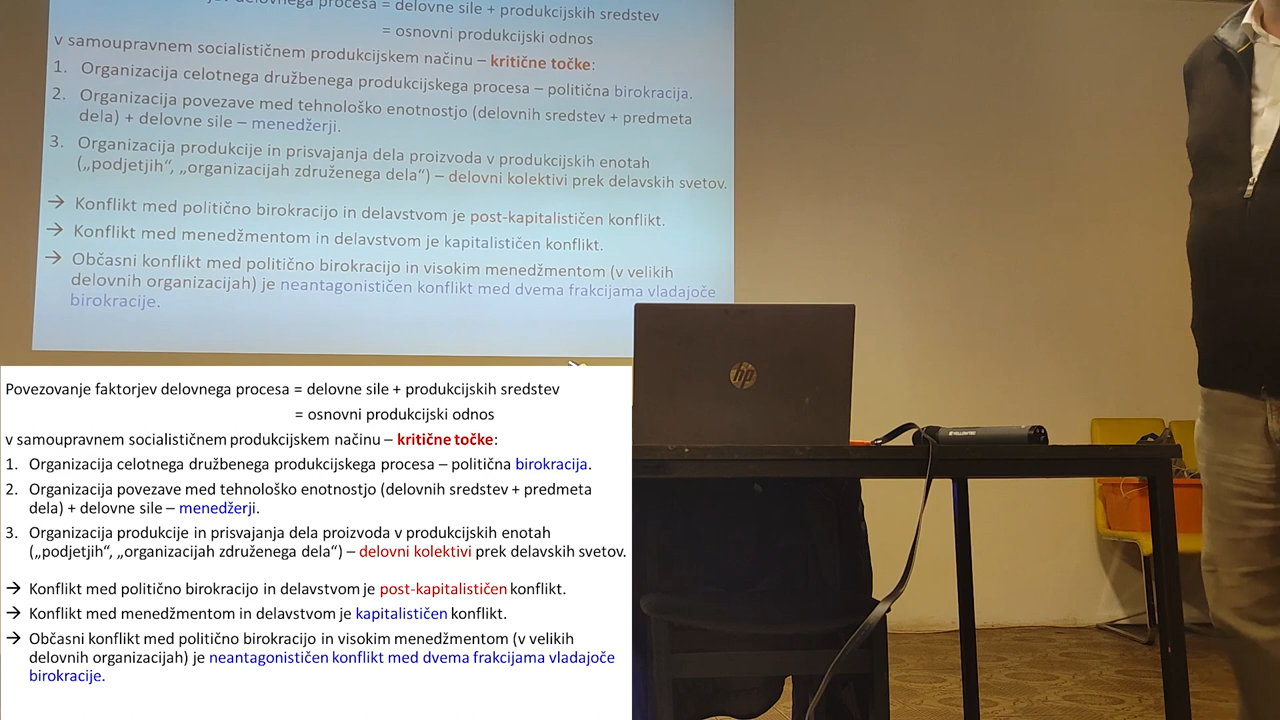 delovnega procesa = delovne sile + produkcijskih sredstev
= osnovni produkcijski odnos
v samoupravnem socialističnem produkcijskem načinu – kritične točke:
1. Organizacija celotnega družbenega produkcijskega procesa – politična birokracija.
2. Organizacija povezave med tehnološko enotnostjo (delovnih sredstev + predmeta
dela) + delovne sile – menedžerji.
3. Organizacija produkcije in prisvajanja dela proizvoda v produkcijskih enotah
(„podjetjih“, „organizacijah združenega dela“) – delovni kolektivi prek delavskih svetov.
→ Konflikt med politično birokracijo in delavstvom je post-kapitalističen konflikt.
→ Konflikt med menedžmentom in delavstvom je kapitalističen konflikt.
→ Občasni konflikt med politično birokracijo in visokim menedžmentom (v velikih
delovnih organizacijah) je neantagonističen konflikt med dvema frakcijama vladajoče
birokracije.
hp
Povezovanje faktorjev delovnega procesa = delovne sile + produkcijskih sredstev
= osnovni produkcijski odnos
v samoupravnem socialističnem produkcijskem načinu – kritične točke:
1. Organizacija celotnega družbenega produkcijskega procesa – politična birokracija.
2. Organizacija povezave med tehnološko enotnostjo (delovnih sredstev + predmeta
dela) + delovne sile – menedžerji.
3. Organizacija produkcije in prisvajanja dela proizvoda v produkcijskih enotah
(„podjetjih“, „organizacijah združenega dela“) – delovni kolektivi prek delavskih svetov.
→ Konflikt med politično birokracijo in delavstvom je post-kapitalističen konflikt.
→ Konflikt med menedžmentom in delavstvom je kapitalističen konflikt.
→ Občasni konflikt med politično birokracijo in visokim menedžmentom (v velikih
delovnih organizacijah) je neantagonističen konflikt med dvema frakcijama vladajoče
birokracije.